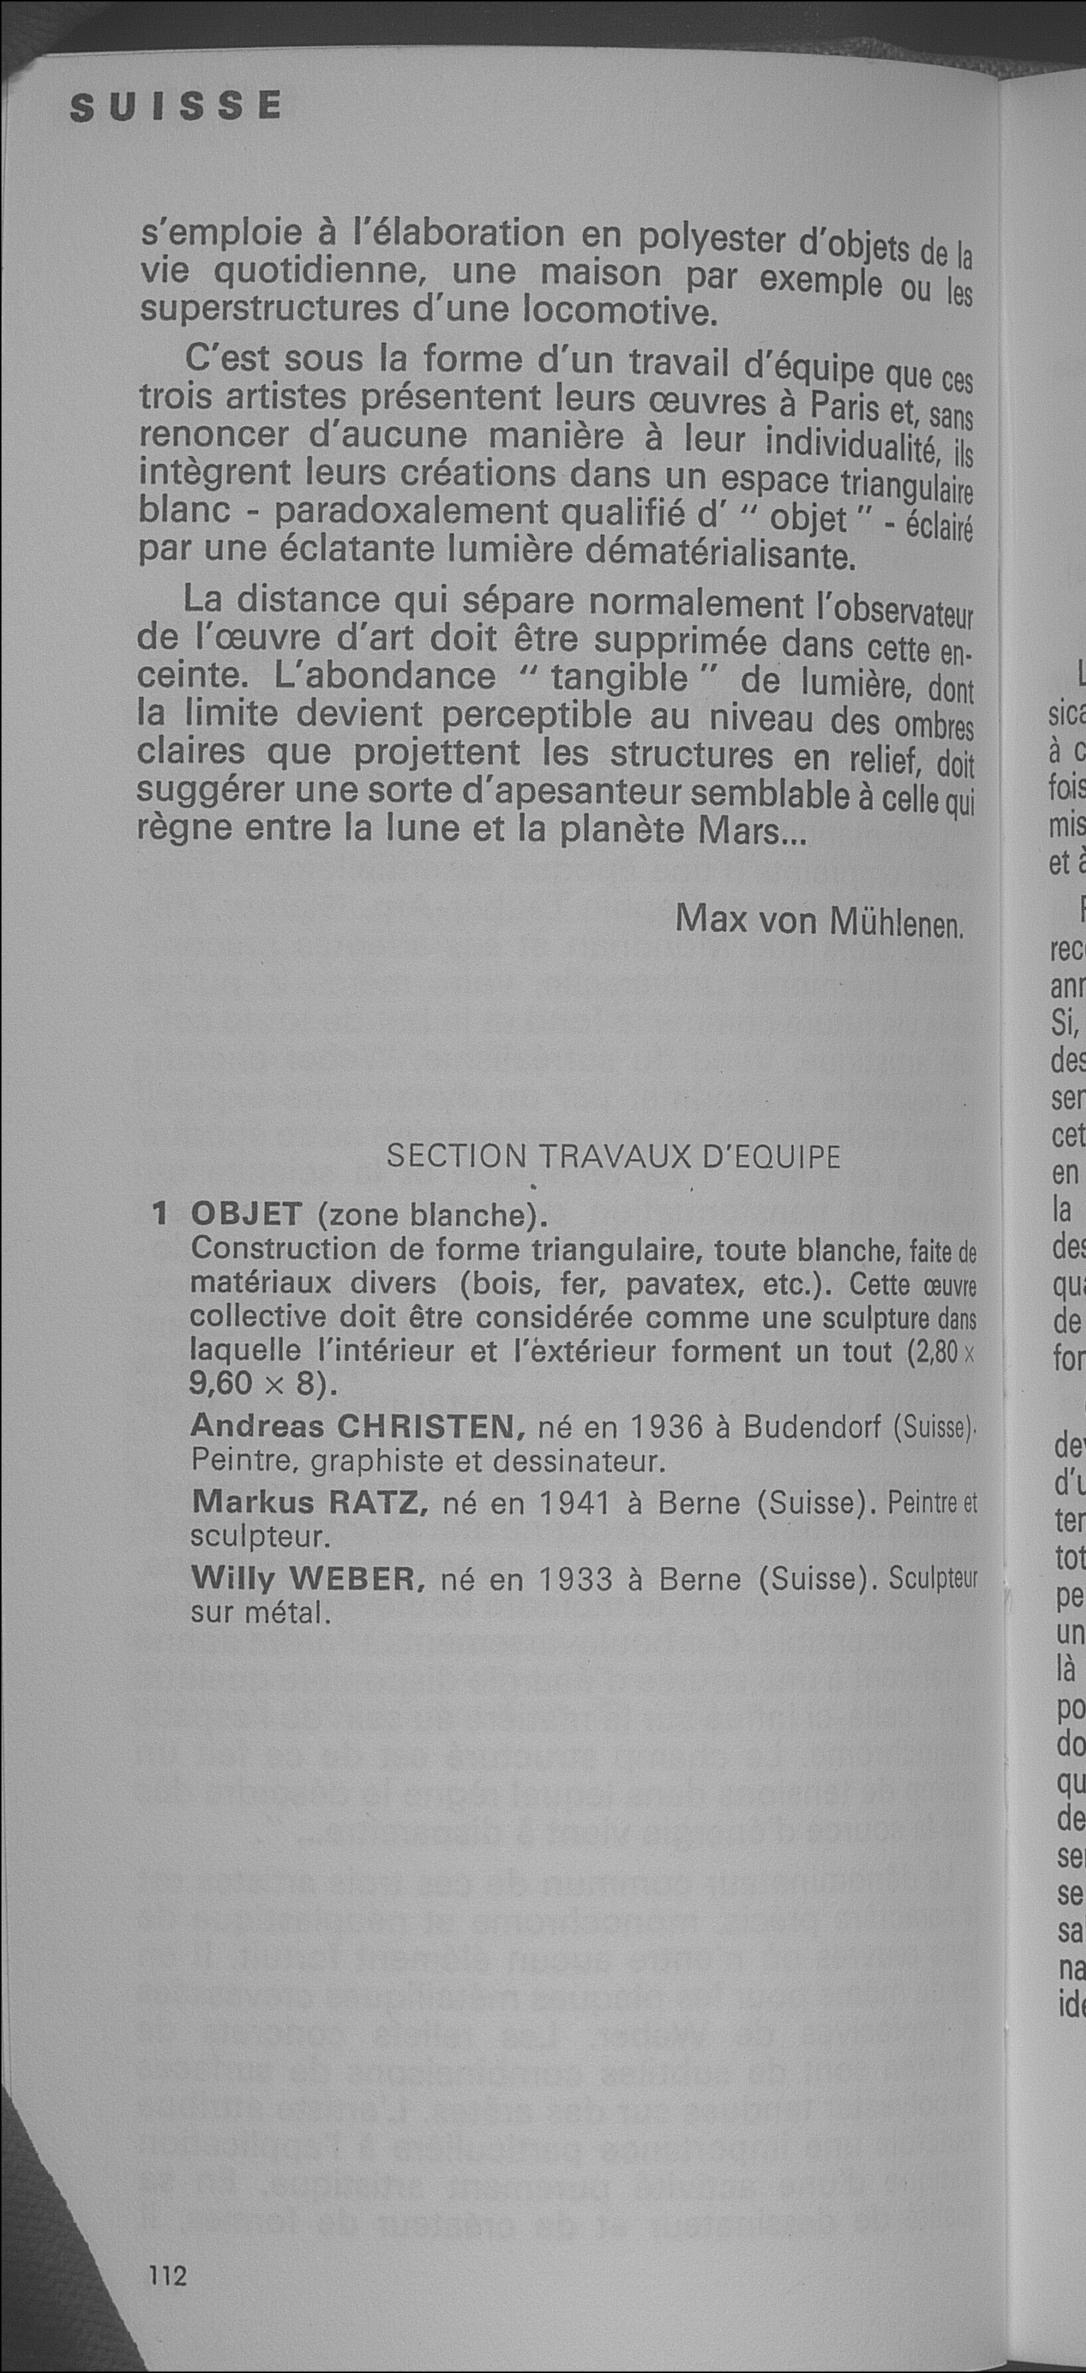 SUISSE
s'emploie à l'élaboration en polyester d'objets de la
vie quotidienne, une maison par exemple ou les
superstructures d'une locomotive.
C'est sous la forme d'un travail d'équipe que ces
trois artistes présentent leurs œuvres à Paris et, sans
renoncer d'aucune manière à leur individualité, ils
intègrent leurs créations dans un espace triangulaire
blanc - paradoxalement qualifié d' " objet " - éclairé
par une éclatante lumière dématérialisante.
La distance qui sépare normalement l'observateur
de l'œuvre d'art doit être supprimée dans cette en-
ceinte. L'abondance " tangible " de lumière, dont
la limite devient perceptible au niveau des ombres
claires que projettent les structures en relief, doit
suggérer une sorte d'apesanteur semblable à celle qui
règne entre la lune et la planète Mars...
Max von Mühlenen.
SECTION TRAVAUX D'EQUIPE
1 OBJET (zone blanche).
Construction de forme triangulaire, toute blanche, faite de
matériaux divers (bois, fer, pavatex, etc.). Cette œuvre
collective doit être considérée comme une sculpture dans
laquelle l'intérieur et l'extérieur forment un tout (2,80 ×
9,60 × 8).
Andreas CHRISTEN, né en 1936 à Budendorf (Suisse).
Peintre, graphiste et dessinateur.
Markus RATZ, né en 1941 à Berne (Suisse). Peintre et
sculpteur.
Willy WEBER, né en 1933 à Berne (Suisse). Sculpteur
sur métal.
112